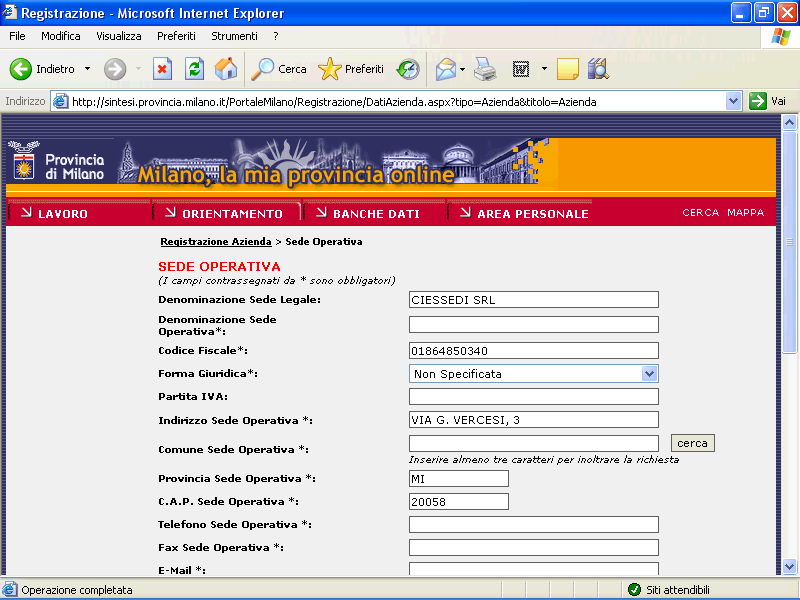 Registrazione - Microsoft Internet Explorer
File Modifica Visualizza Preferiti Strumenti ?
Indietro Cerca Preferiti
Indirizzo http://sintesi.provincia.milano.it/PortaleMilano/Registrazione/DatiAzienda.aspx?tipo=Azienda&titolo=Azienda Vai
Provincia
di Milano
Milano, la mia provincia online
LAVORO ORIENTAMENTO BANCHE DATI AREA PERSONALE CERCA MAPPA
Registrazione Azienda > Sede Operativa
SEDE OPERATIVA
(I campi contrassegnati da * sono obbligatori)
Denominazione Sede Legale: CIESSEDI SRL
Denominazione Sede
Operativa*:
Codice Fiscale*: 01864850340
Forma Giuridica*: Non Specificata
Partita IVA:
Indirizzo Sede Operativa *: VIA G. VERCESI, 3
Comune Sede Operativa *: cerca
Inserire almeno tre caratteri per inoltrare la richiesta
Provincia Sede Operativa *: MI
C.A.P. Sede Operativa *: 20058
Telefono Sede Operativa *:
Fax Sede Operativa *:
E-Mail *:
Operazione completata Siti attendibili